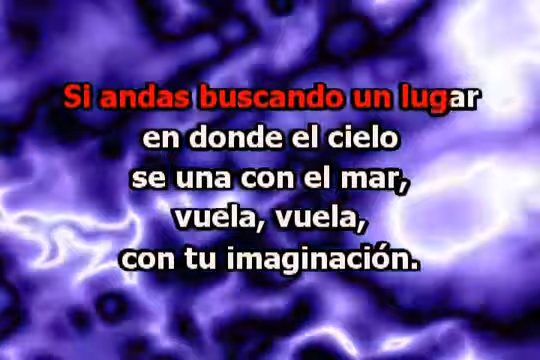 Si andas buscando un lugar
en donde el cielo
se una con el mar,
vuela, vuela,
con tu imaginación.